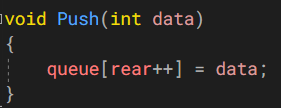 void Push(int data)
{
    queue[rear++] = data;
}